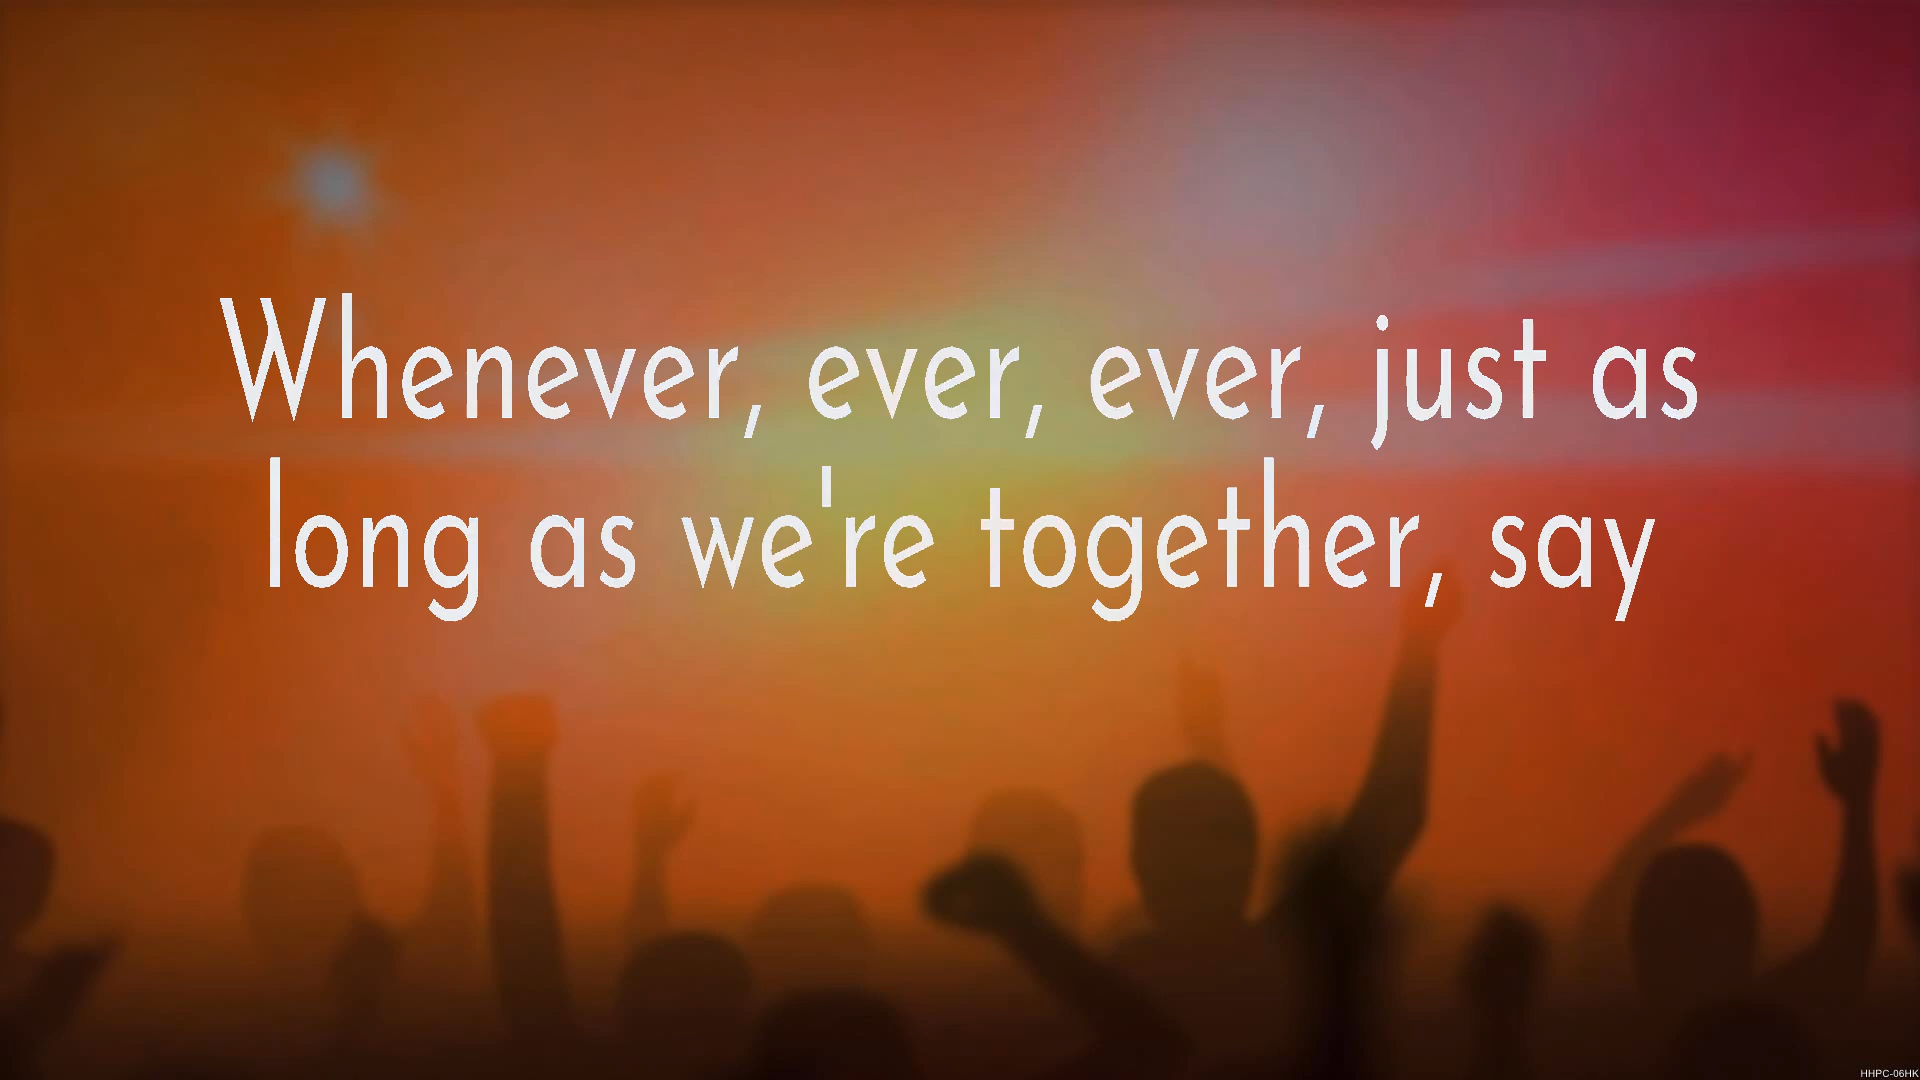 Whenever, ever, ever, just as
long as we're together, say
HHPC-06HK